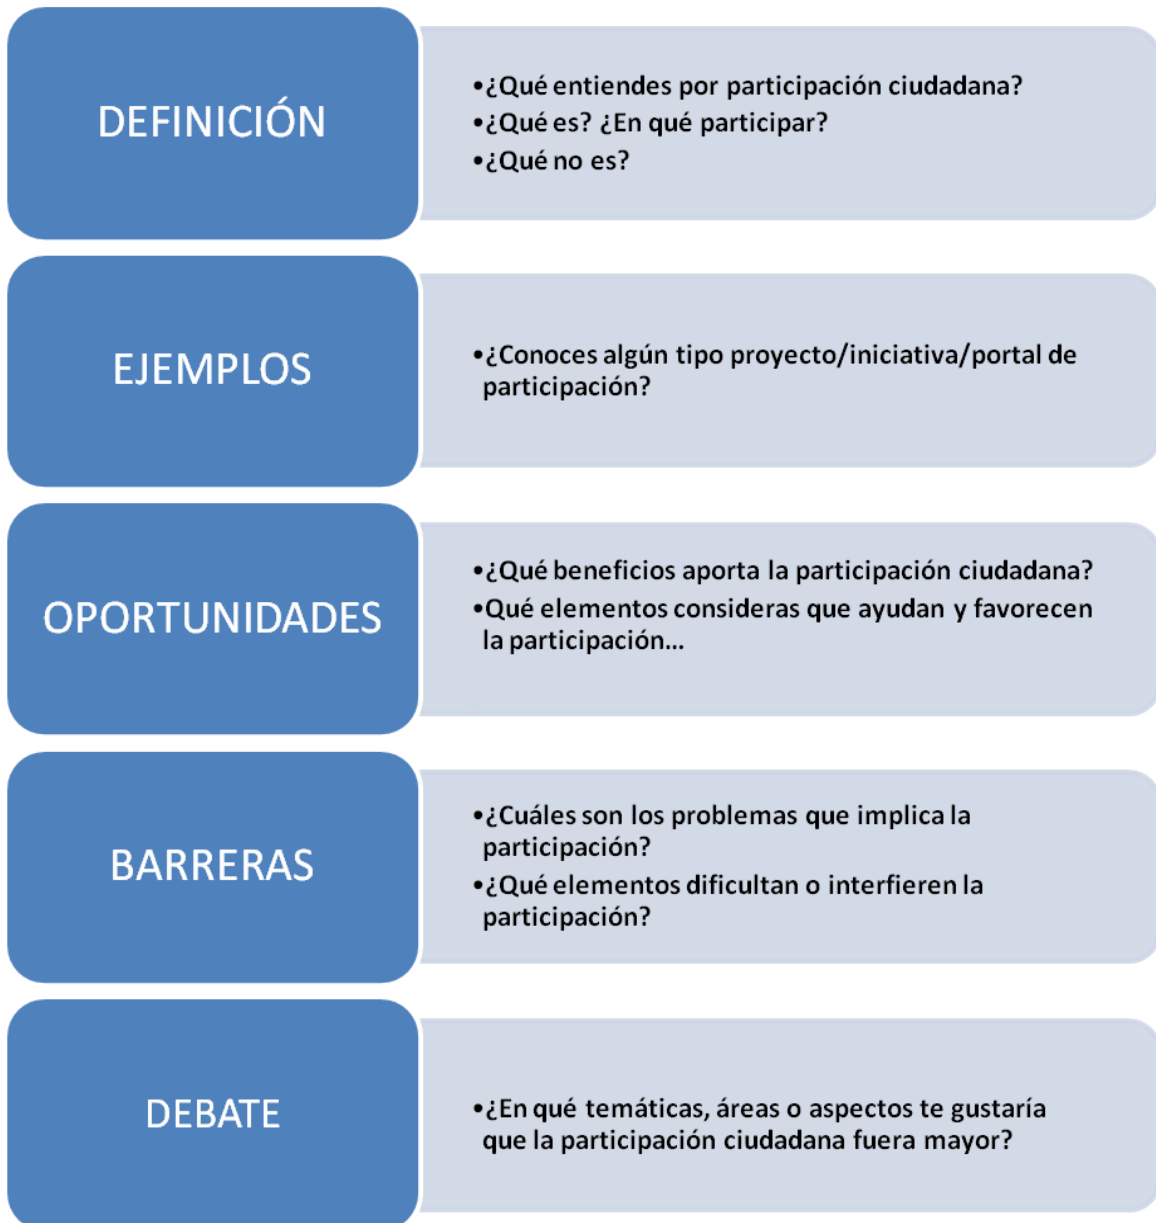 DEFINICIÓN
•¿Qué entiendes por participación ciudadana?
•¿Qué es? ¿En qué participar?
•¿Qué no es?
EJEMPLOS
•¿Conoces algún tipo proyecto/iniciativa/portal de
participación?
OPORTUNIDADES
•¿Qué beneficios aporta la participación ciudadana?
•Qué elementos consideras que ayudan y favorecen
la participación...
BARRERAS
•¿Cuáles son los problemas que implica la
participación?
•¿Qué elementos dificultan o interfieren la
participación?
DEBATE
•¿En qué temáticas, áreas o aspectos te gustaría
que la participación ciudadana fuera mayor?